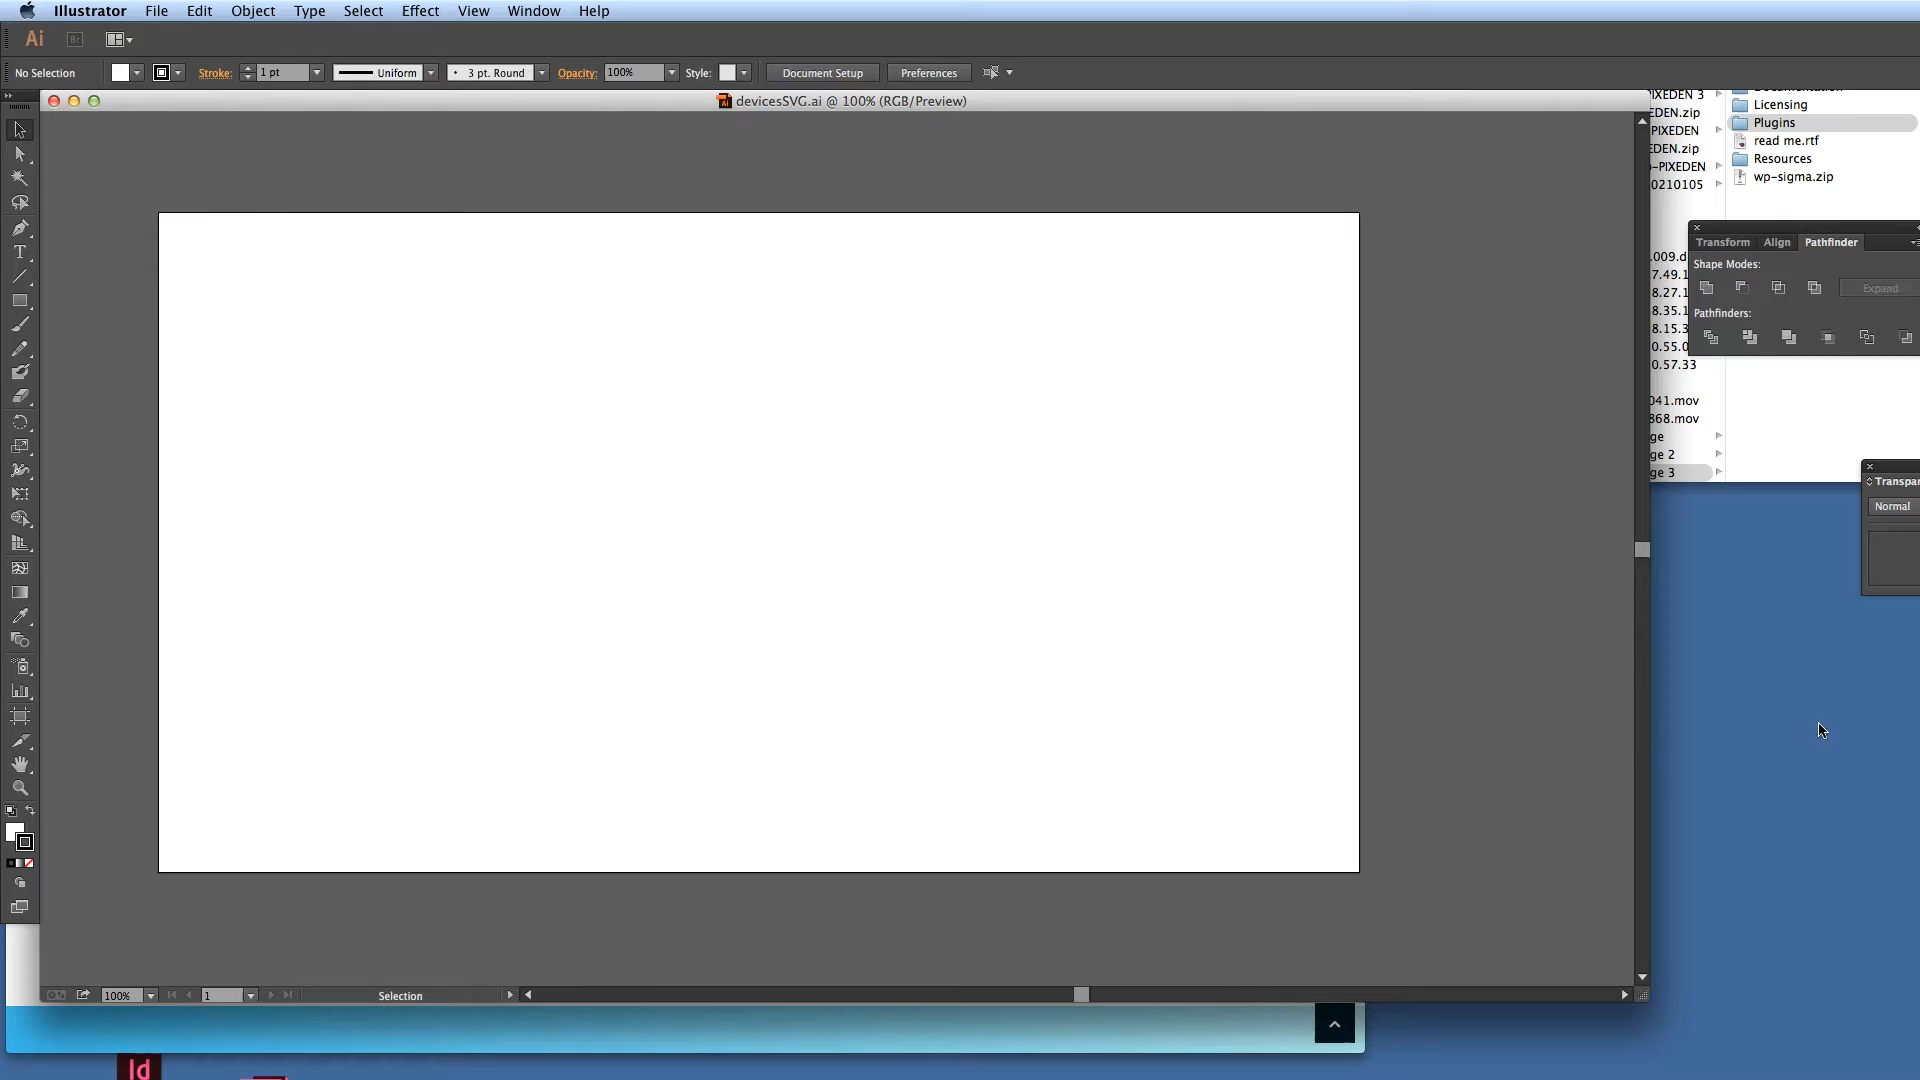 Illustrator File Edit Object Type Select Effect View Window Help
Ai Br
No Selection Stroke: 1 pt Uniform 3 pt. Round Opacity: 100% Style: Document Setup Preferences
devicesSVG.ai @ 100% (RGB/Preview)
PIXEDEN 3
EDEN.zip
PIXEDEN
EDEN.zip
-PIXEDEN
0210105
Licensing
Plugins
read me.rtf
Resources
wp-sigma.zip
Transform Align Pathfinder
Shape Modes:
Expand
Pathfinders:
.009.d
7.49.1
8.27.1
8.35.1
8.15.3
0.55.0
0.57.33
041.mov
868.mov
ge
ge 2
ge 3
Transpar
Normal
T
100% 1 Selection
Id